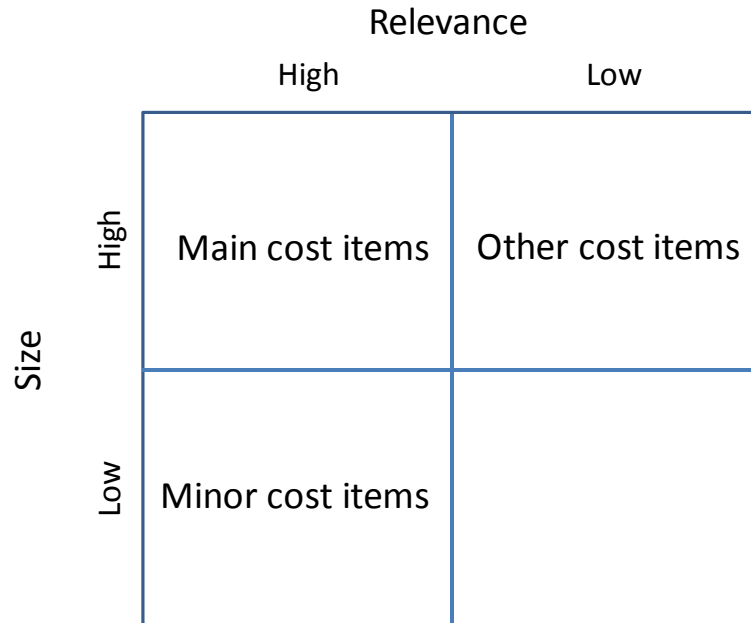 Relevance
High Low
High
Main cost items Other cost items
Size
Low
Minor cost items